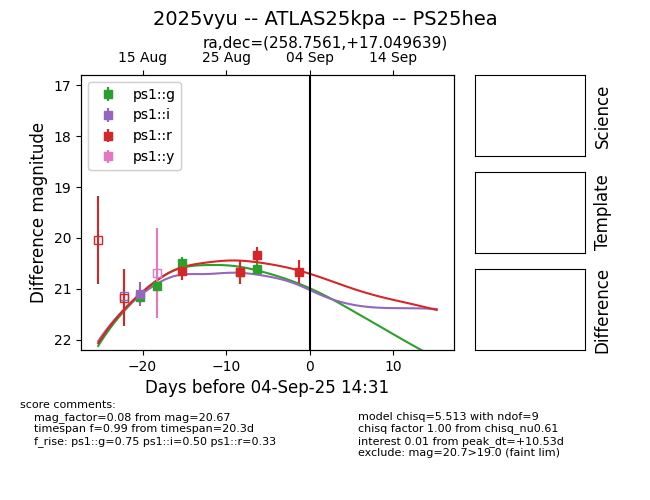 2025vyu -- ATLAS25kpa -- PS25hea
ra,dec=(258.7561,+17.049639)
15 Aug 25 Aug 04 Sep 14 Sep
17
18
19
20
21
22
Difference magnitude
ps1::g
ps1::i
ps1::r
ps1::y
−20 −10 0 10
Days before 04-Sep-25 14:31
Science
Template
Difference
score comments:
mag_factor=0.08 from mag=20.67
timespan f=0.99 from timespan=20.3d
f_rise: ps1::g=0.75 ps1::i=0.50 ps1::r=0.33
model chisq=5.513 with ndof=9
chisq factor 1.00 from chisq_nu0.61
interest 0.01 from peak_dt=+10.53d
exclude: mag=20.7>19.0 (faint lim)